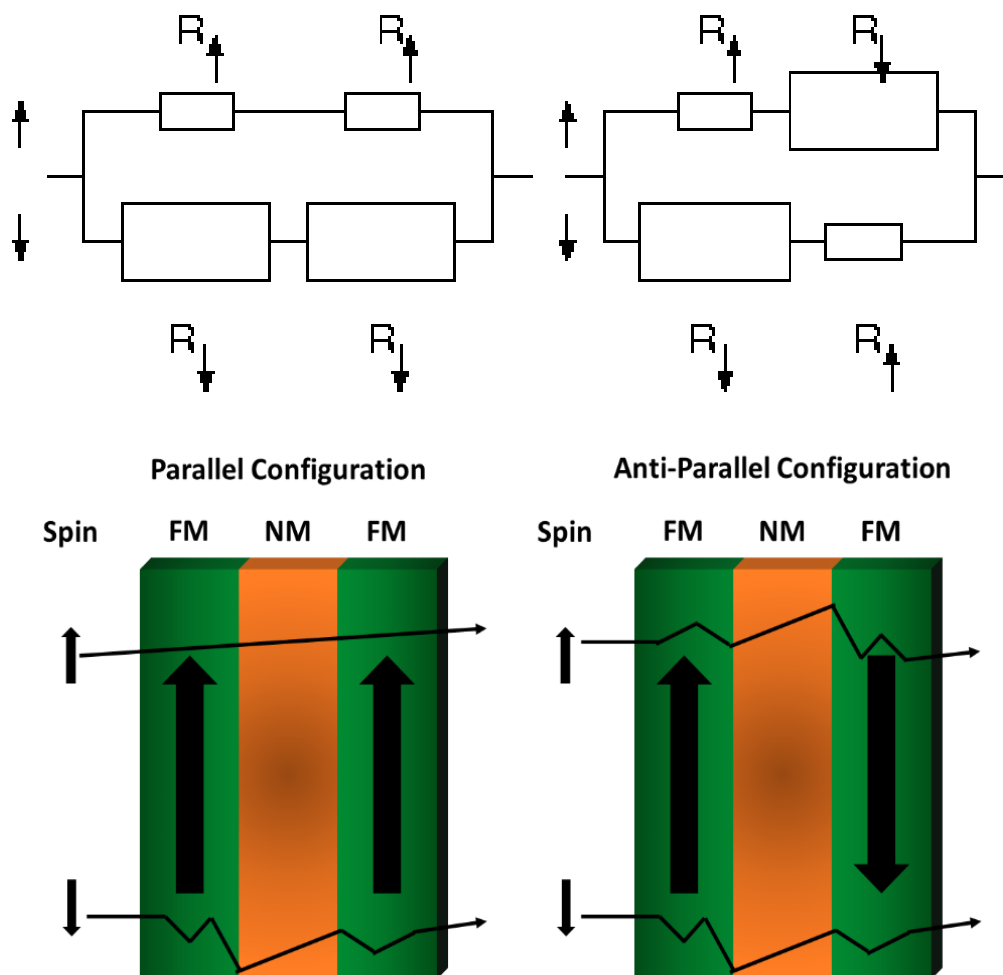 R↑ R↑ R↑ R↓
R↓ R↓ R↓ R↑
Parallel Configuration Anti-Parallel Configuration
Spin FM NM FM Spin FM NM FM